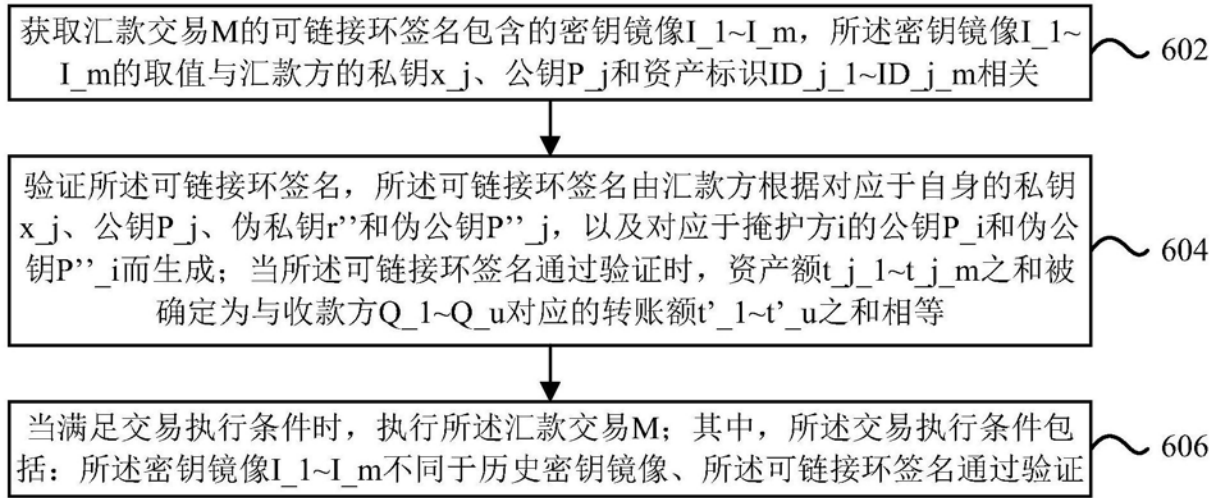 获取汇款交易M的可链接环签名包含的密钥镜像I_1~I_m，所述密钥镜像I_1~
I_m的取值与汇款方的私钥x_j、公钥P_j和资产标识ID_j_1~ID_j_m相关
602
验证所述可链接环签名，所述可链接环签名由汇款方根据对应于自身的私钥
x_j、公钥P_j、伪私钥r’’和伪公钥P’’_j，以及对应于掩护方i的公钥P_i和伪公
钥P’’_i而生成；当所述可链接环签名通过验证时，资产额t_j_1~t_j_m之和被
确定为与收款方Q_1~Q_u对应的转账额t’_1~t’_u之和相等
604
当满足交易执行条件时，执行所述汇款交易M；其中，所述交易执行条件包
括：所述密钥镜像I_1~I_m不同于历史密钥镜像、所述可链接环签名通过验证
606